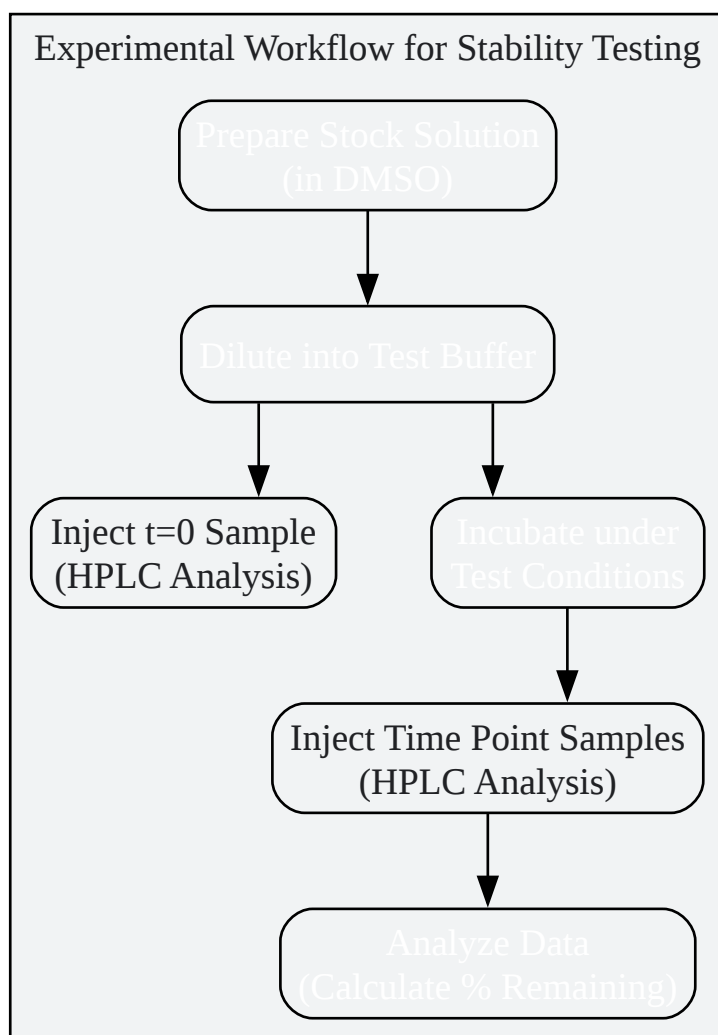 Experimental Workflow for Stability Testing
Prepare Stock Solution
(in DMSO)
Dilute into Test Buffer
Inject t=0 Sample
(HPLC Analysis)
Incubate under
Test Conditions
Inject Time Point Samples
(HPLC Analysis)
Analyze Data
(Calculate % Remaining)